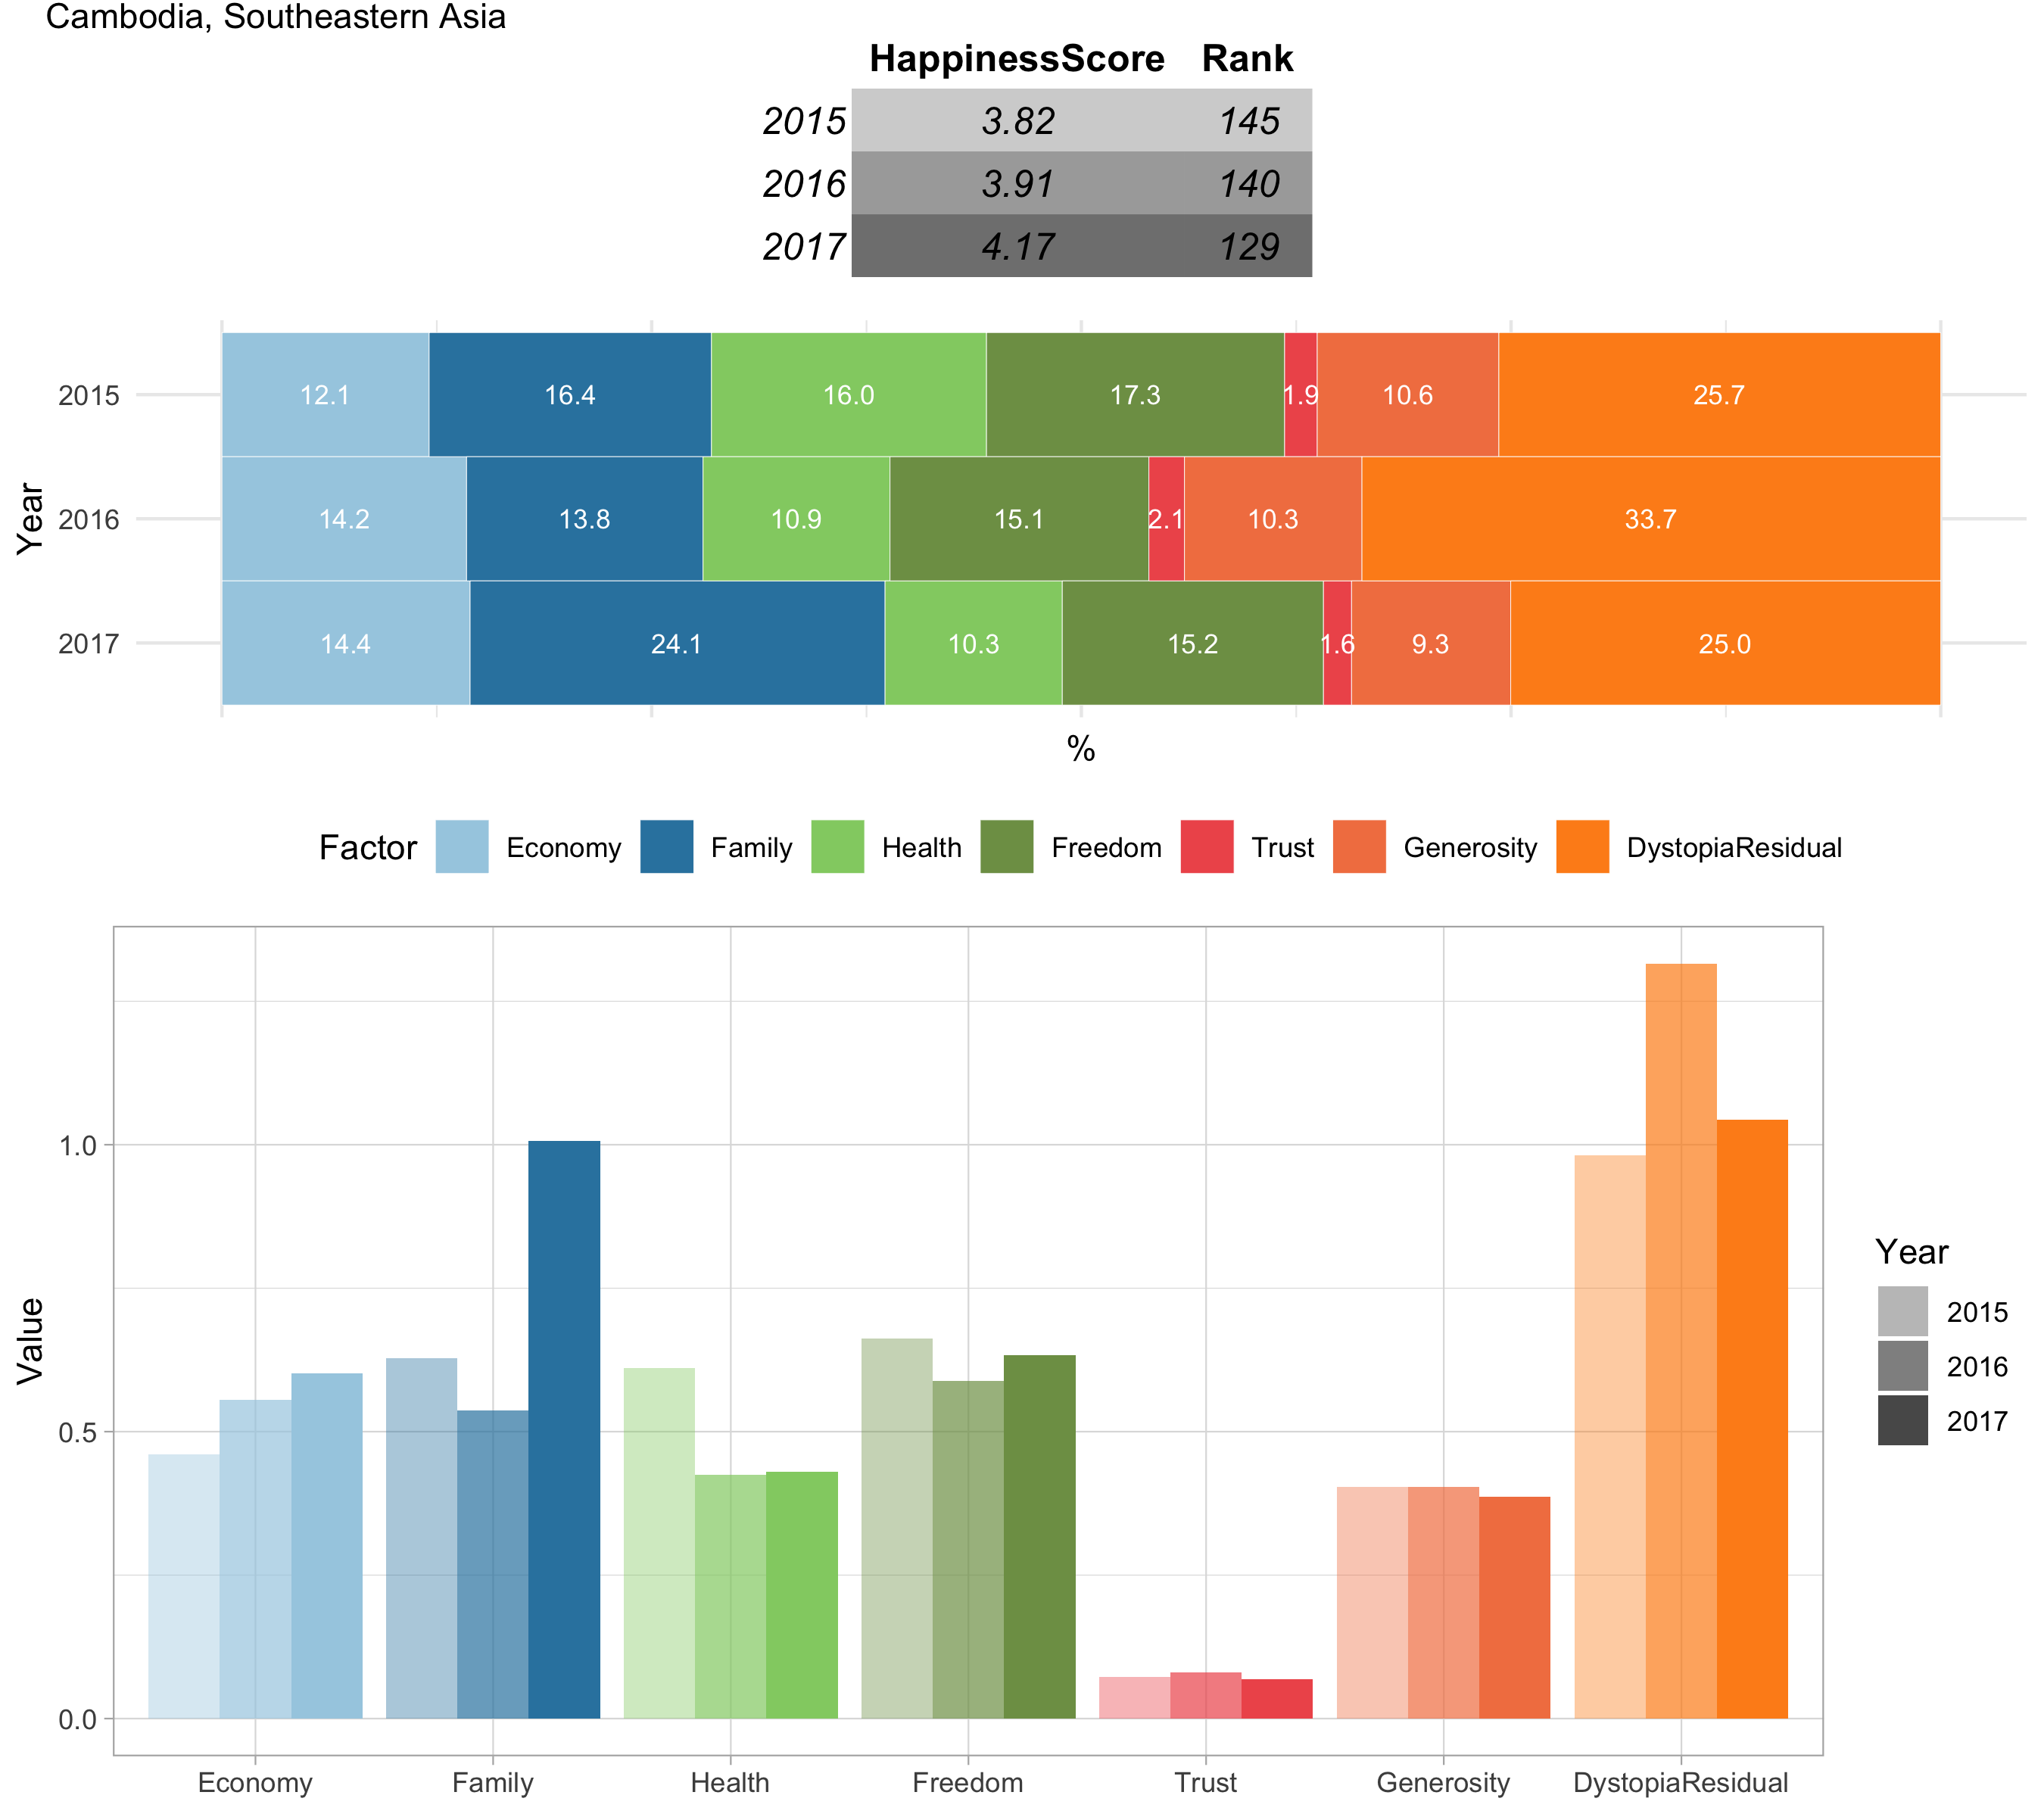 Cambodia, Southeastern Asia
HappinessScore Rank
2015 3.82 145
2016 3.91 140
2017 4.17 129
Year
2015 12.1 16.4 16.0 17.3 1.9 10.6 25.7
2016 14.2 13.8 10.9 15.1 2.1 10.3 33.7
2017 14.4 24.1 10.3 15.2 1.6 9.3 25.0
%
Factor Economy Family Health Freedom Trust Generosity DystopiaResidual
Value
1.0
0.5
0.0
Economy Family Health Freedom Trust Generosity DystopiaResidual
Year
2015
2016
2017